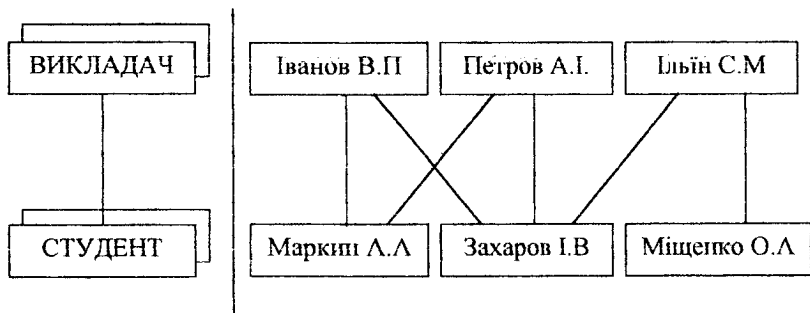 ВИКЛАДАЧ
Іванов В.П
Петров А.І.
Ільїн С.М
СТУДЕНТ
Маркин А.А
Захаров І.В
Міщенко О.А